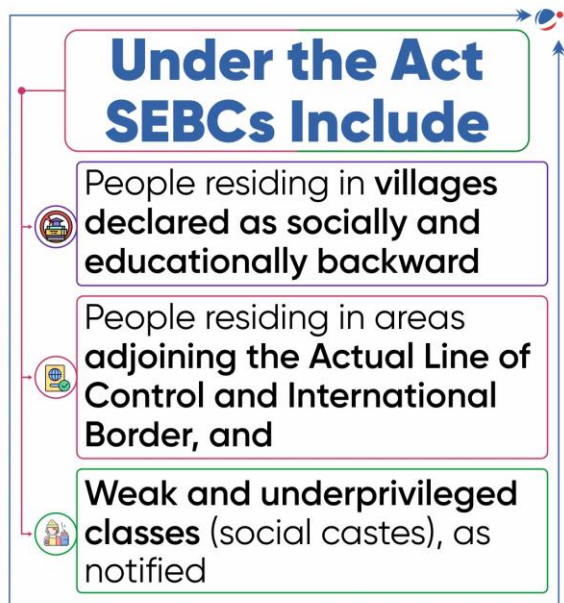 Under the Act
SEBCs Include
People residing in villages
declared as socially and
educationally backward
People residing in areas
adjoining the Actual Line of
Control and International
Border, and
Weak and underprivileged
classes (social castes), as
notified